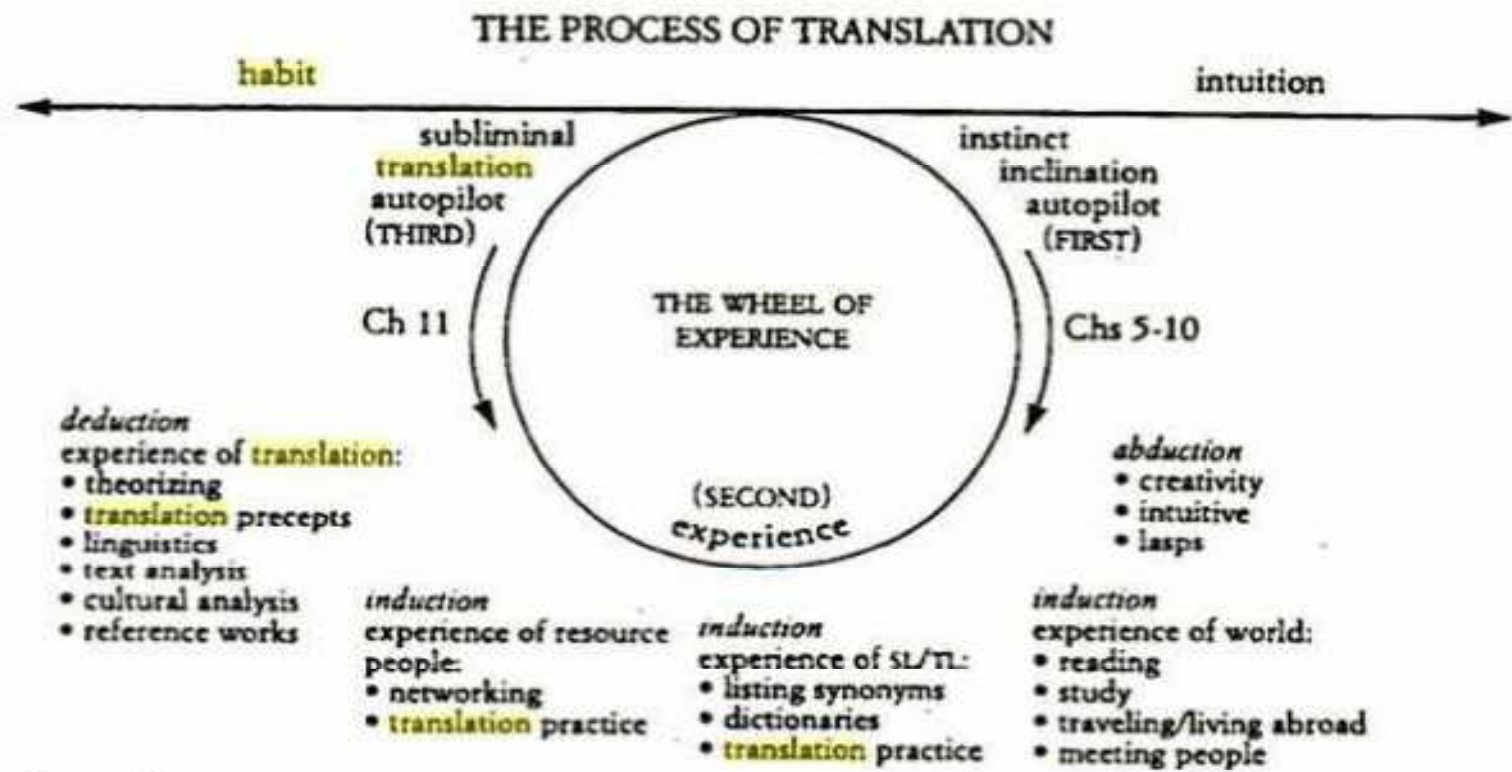 THE PROCESS OF TRANSLATION
habit
intuition
subliminal
translation
autopilot
(THIRD)
instinct
inclination
autopilot
(FIRST)
Ch 11
THE WHEEL OF
EXPERIENCE
Chs 5-10
deduction
experience of translation:
• theorizing
• translation precepts
• linguistics
• text analysis
• cultural analysis
• reference works
(SECOND)
experience
abduction
• creativity
• intuitive
• lasps
induction
experience of resource
people:
• networking
• translation practice
induction
experience of SL/TL:
• listing synonyms
• dictionaries
• translation practice
induction
experience of world:
• reading
• study
• traveling/living abroad
• meeting people